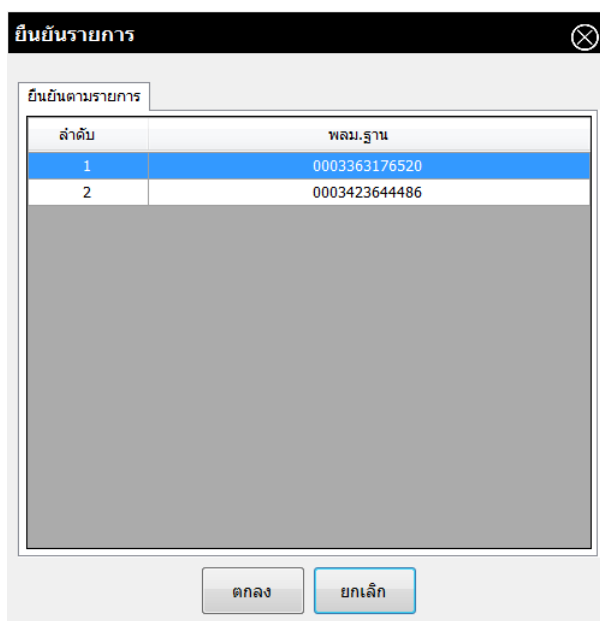 ยืนยันรายการ
ยืนยันตามรายการ
ลำดับ พลม.ฐาน
1 0003363176520
2 0003423644486
ตกลง ยกเลิก